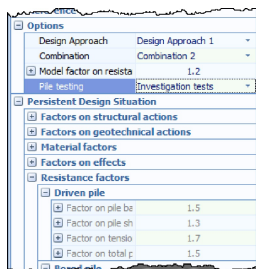 Options
Design Approach Design Approach 1
Combination Combination 2
Model factor on resista 1.2
Pile testing Investigation tests
Persistent Design Situation
Factors on structural actions
Factors on geotechnical actions
Material factors
Factors on effects
Resistance factors
Driven pile
Factor on pile ba 1.5
Factor on pile sh 1.3
Factor on tensio 1.7
Factor on total p 1.5